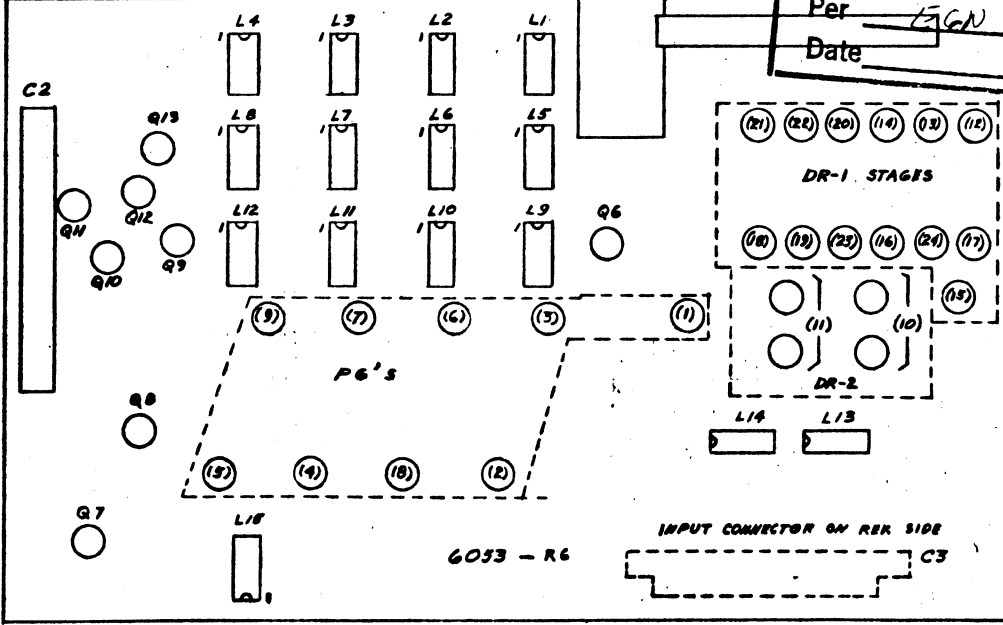 Per EGN
Date
L4 L3 L2 L1
C2
Q13
L8 L7 L6 L5
(21) (22) (20) (14) (13) (12)
DR-1 STAGES
Q12
Q11
L12 L11 L10 L9
Q6
Q10
Q9
(18) (19) (23) (16) (24) (17)
(15)
(9) (7) (6) (3) (1)
(11) (10)
PG'S
DR-2
Q8
L14 L13
(5) (4) (8) (2)
Q7
L15
INPUT CONNECTOR ON REK SIDE
6053 - R6
C3